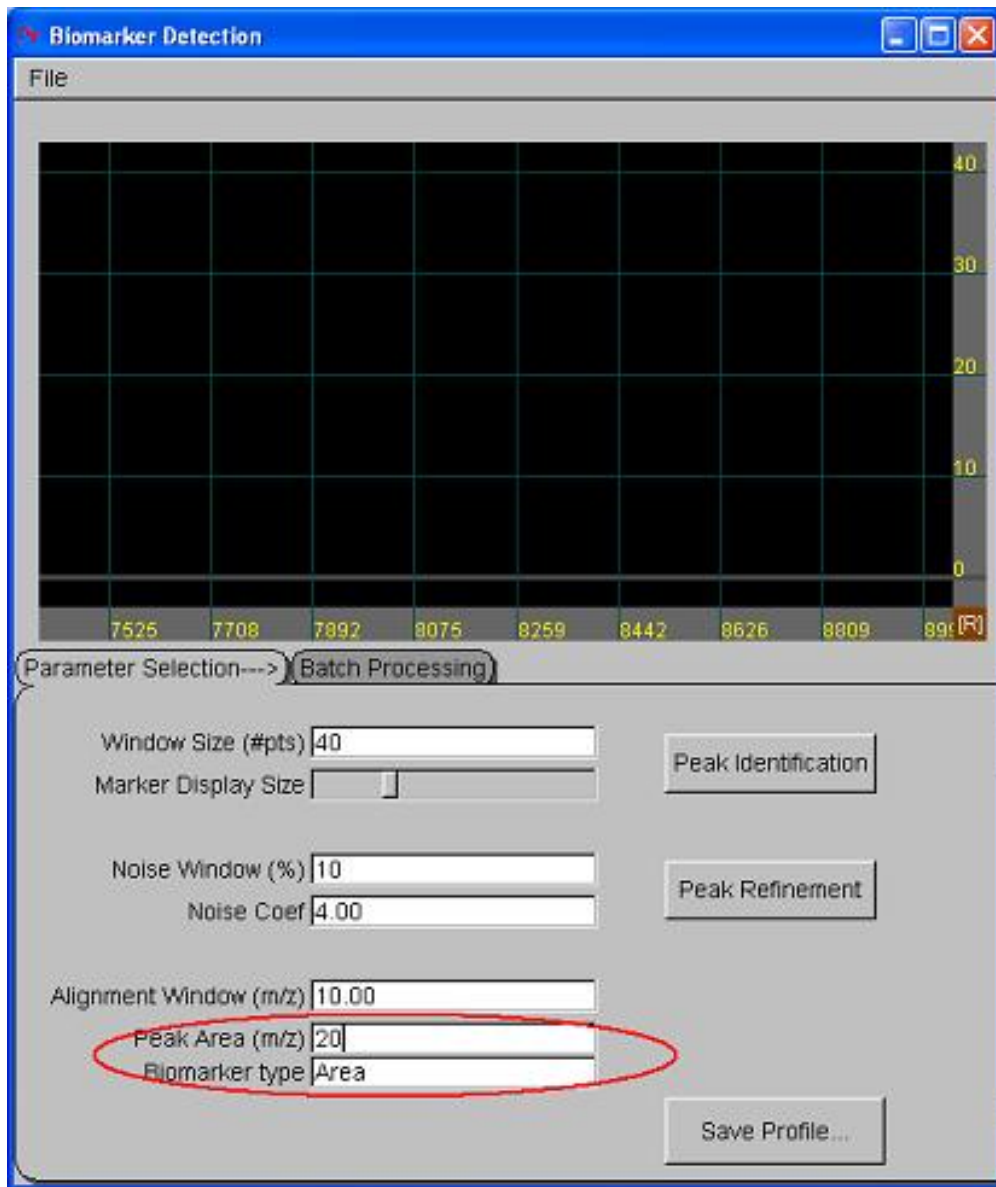 Biomarker Detection
File
40
30
20
10
0
7525 7708 7892 8075 8259 8442 8626 8809 899 [R]
Parameter Selection---> Batch Processing
Window Size (#pts) 40
Peak Identification
Marker Display Size
Noise Window (%) 10
Peak Refinement
Noise Coef 4.00
Alignment Window (m/z) 10.00
Peak Area (m/z) 20
Biomarker type Area
Save Profile...